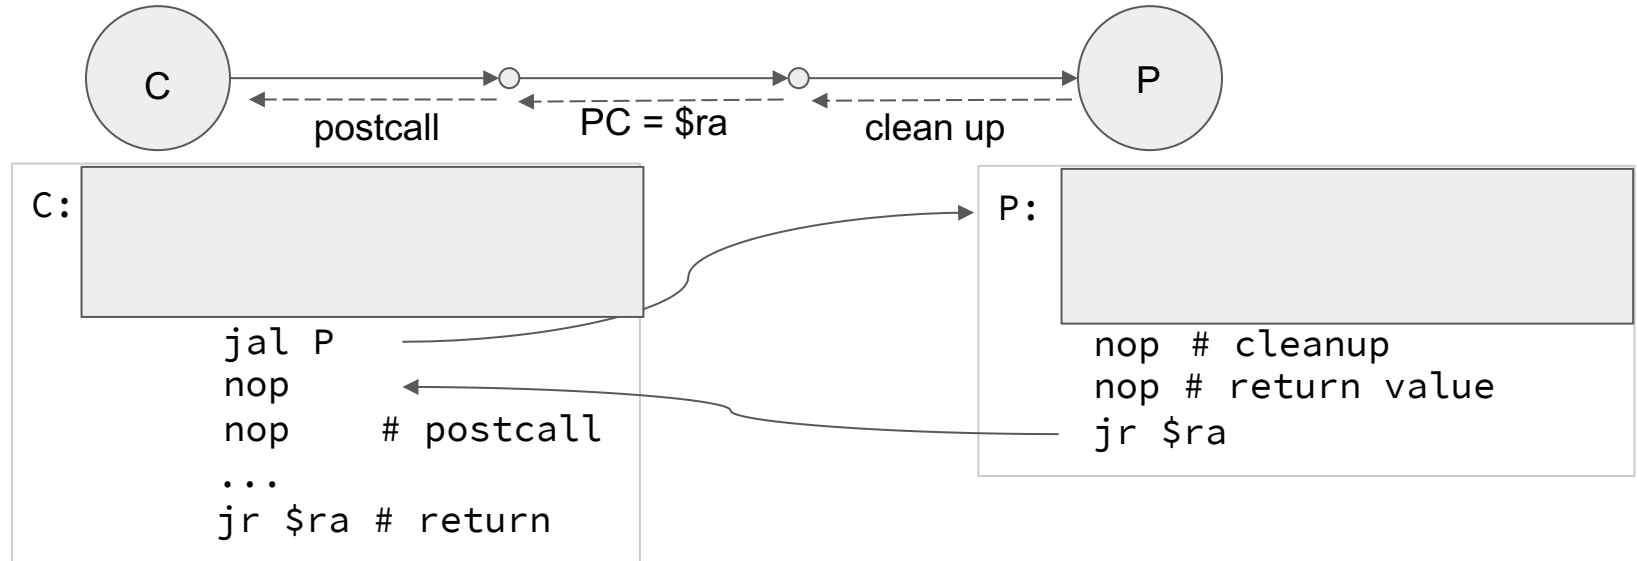 C
P
postcall
PC = $ra
clean up
C:
jal P
nop
nop # postcall
...
jr $ra # return
P:
nop # cleanup
nop # return value
jr $ra